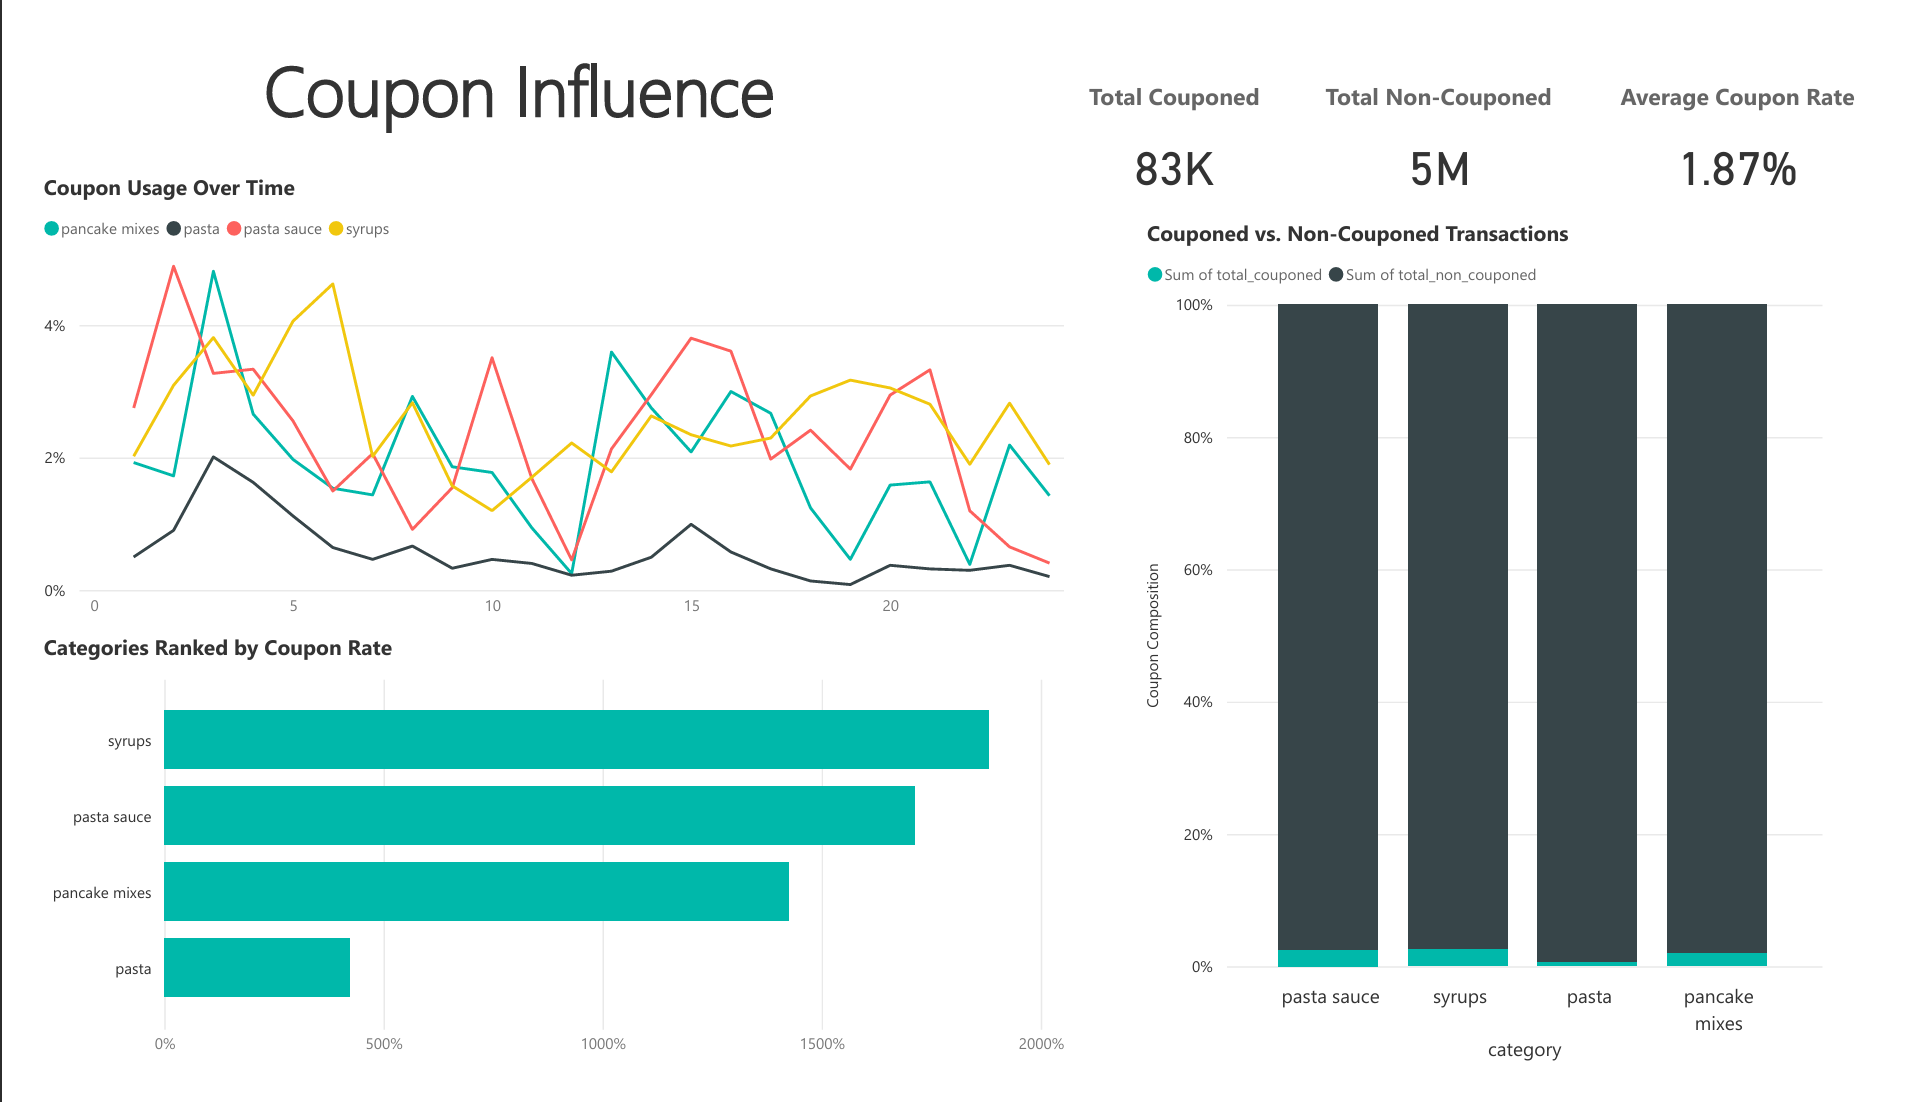 Coupon Influence
Total Couponed
83K
Total Non-Couponed
5M
Average Coupon Rate
1.87%
Coupon Usage Over Time
pancake mixes pasta pasta sauce syrups
4%
2%
0%
0 5 10 15 20
Categories Ranked by Coupon Rate
syrups
pasta sauce
pancake mixes
pasta
0% 500% 1000% 1500% 2000%
Couponed vs. Non-Couponed Transactions
Sum of total_couponed Sum of total_non_couponed
Coupon Composition
100%
80%
60%
40%
20%
0%
pasta sauce syrups pasta pancake
mixes
category